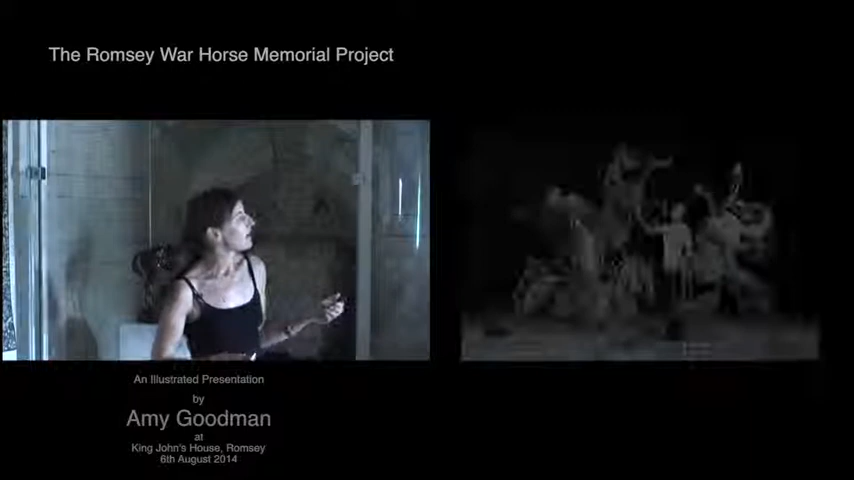 The Romsey War Horse Memorial Project
An Illustrated Presentation
by
Amy Goodman
at
King John's House, Romsey
6th August 2014